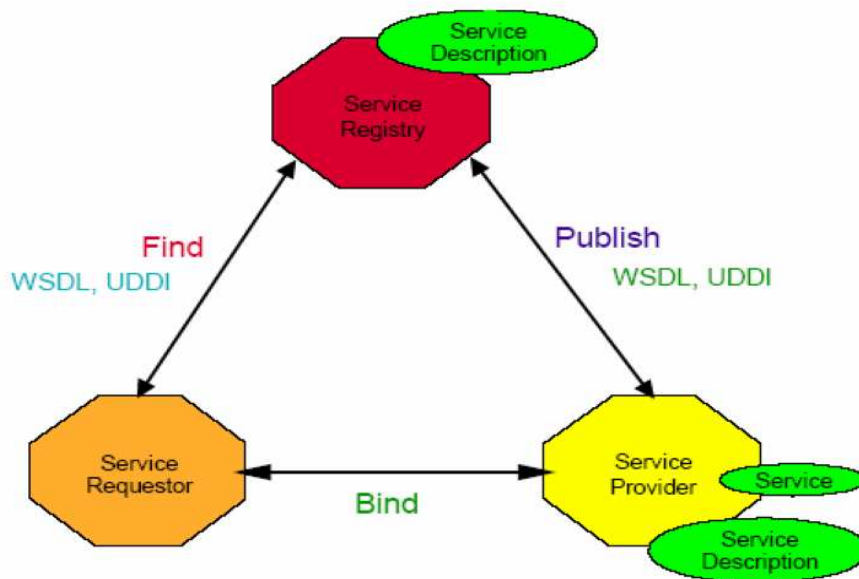 Service
Description
Service
Registry
Find
WSDL, UDDI
Publish
WSDL, UDDI
Service
Requestor
Bind
Service
Provider
Service
Service
Description